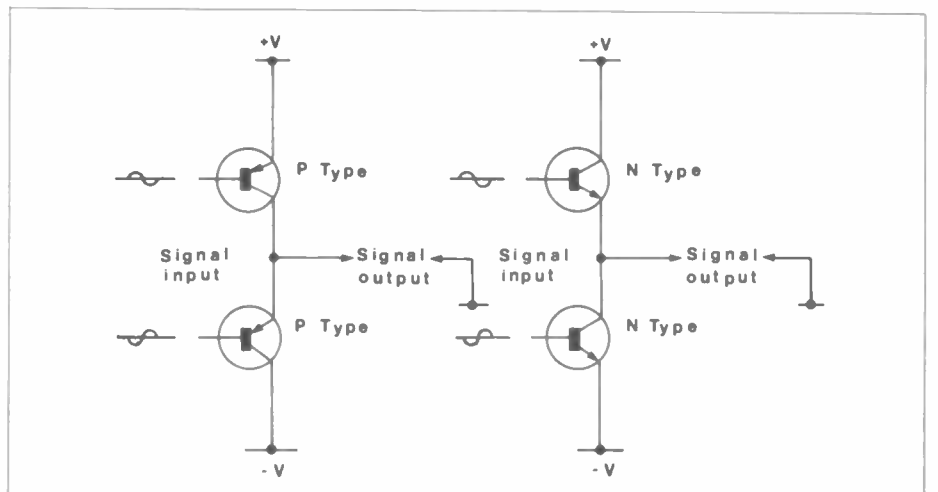 +V
+V
P Type
N Type
Signal
input
Signal
output
Signal
input
Signal
output
P Type
N Type
-V
-V